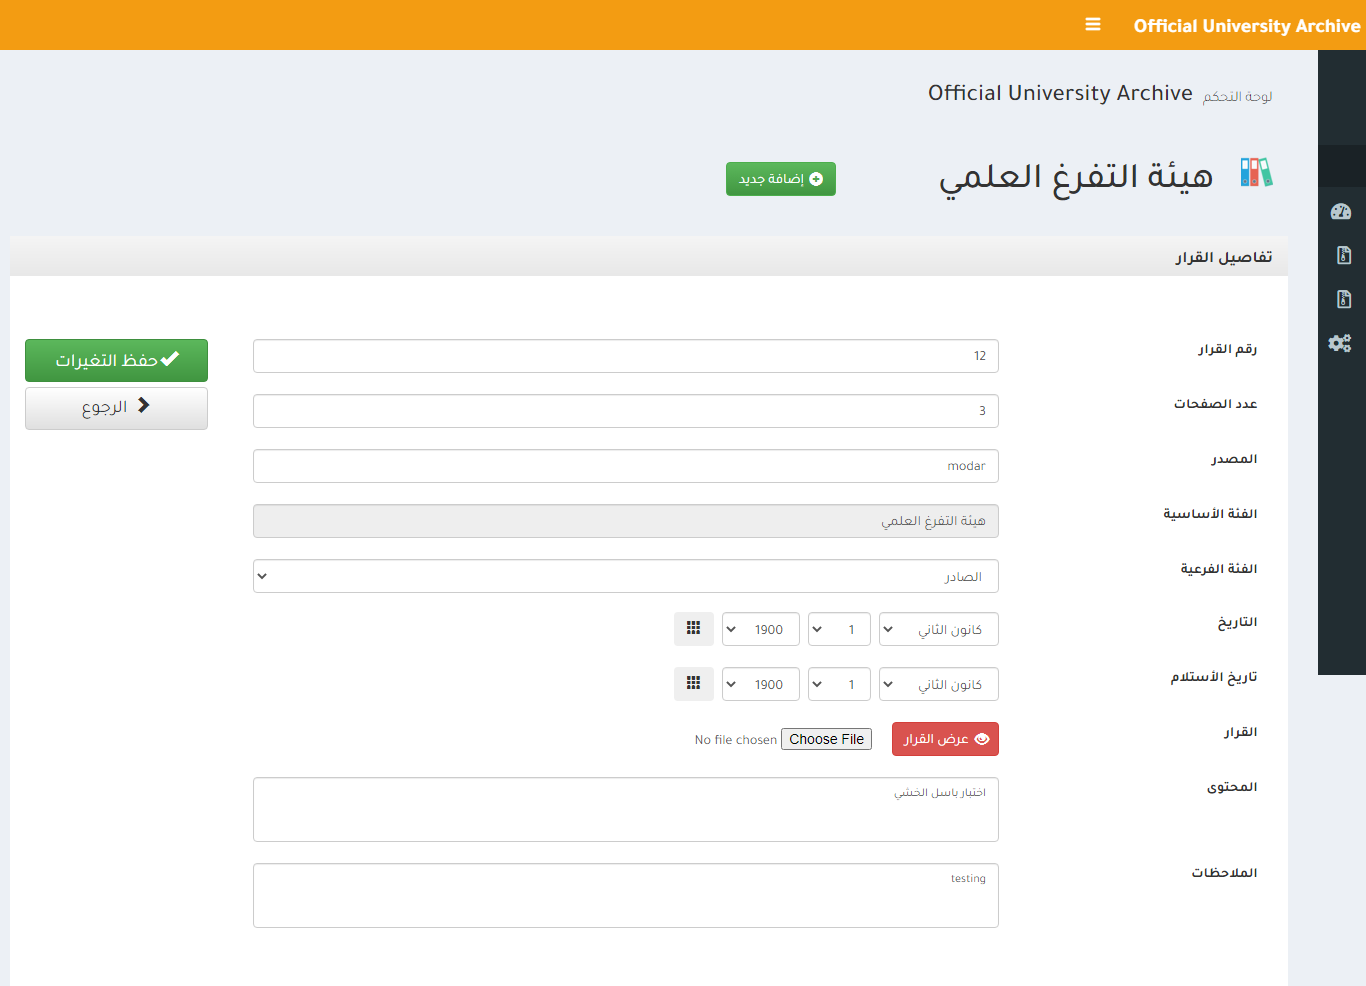 Official University Archive
Official University Archive لوحة التحكم
هيئة التفرغ العلمي
إضافة جديد
تفاصيل القرار
رقم القرار
12
حفظ التغيرات
الرجوع
عدد الصفحات
3
المصدر
modar
الفئة الأساسية
هيئة التفرغ العلمي
الفئة الفرعية
الصادر
التاريخ
كانون الثاني 1 1900
تاريخ الأستلام
كانون الثاني 1 1900
القرار
عرض القرار
Choose File No file chosen
المحتوى
اختبار باسل الخشي
الملاحظات
testing